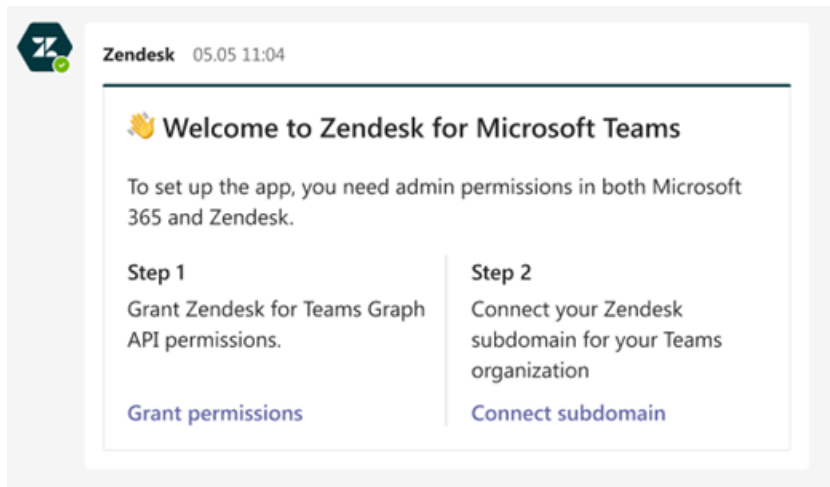 Zendesk 05.05 11:04
👋 Welcome to Zendesk for Microsoft Teams
To set up the app, you need admin permissions in both Microsoft
365 and Zendesk.
Step 1
Grant Zendesk for Teams Graph
API permissions.
Grant permissions
Step 2
Connect your Zendesk
subdomain for your Teams
organization
Connect subdomain